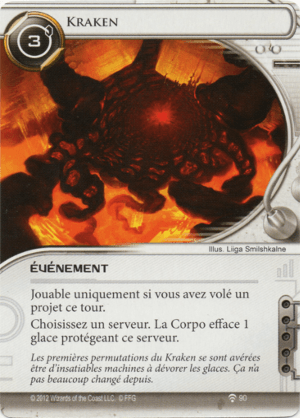 3
KRAKEN
Illus. Liiga Smilshkalne
ÉVÉNEMENT
Jouable uniquement si vous avez volé un
projet ce tour.
Choisissez un serveur. La Corpo efface 1
glace protégeant ce serveur.
Les premières permutations du Kraken se sont avérées
être d'insatiables machines à dévorer les glaces. Ça n'a
pas beaucoup changé depuis.
© 2012 Wizards of the Coast LLC. © FFG
90